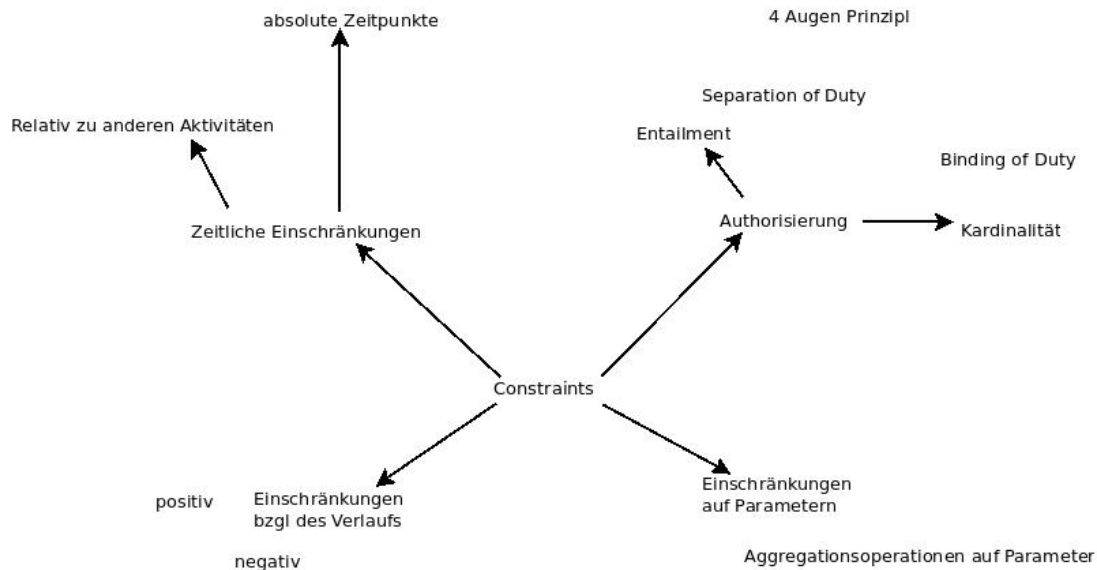 absolute Zeitpunkte
4 Augen Prinzipl
Separation of Duty
Relativ zu anderen Aktivitäten
Entailment
Binding of Duty
Authorisierung
Kardinalität
Zeitliche Einschränkungen
Constraints
Einschränkungen
auf Parametern
positiv
Einschränkungen
bzgl des Verlaufs
negativ
Aggregationsoperationen auf Parameter